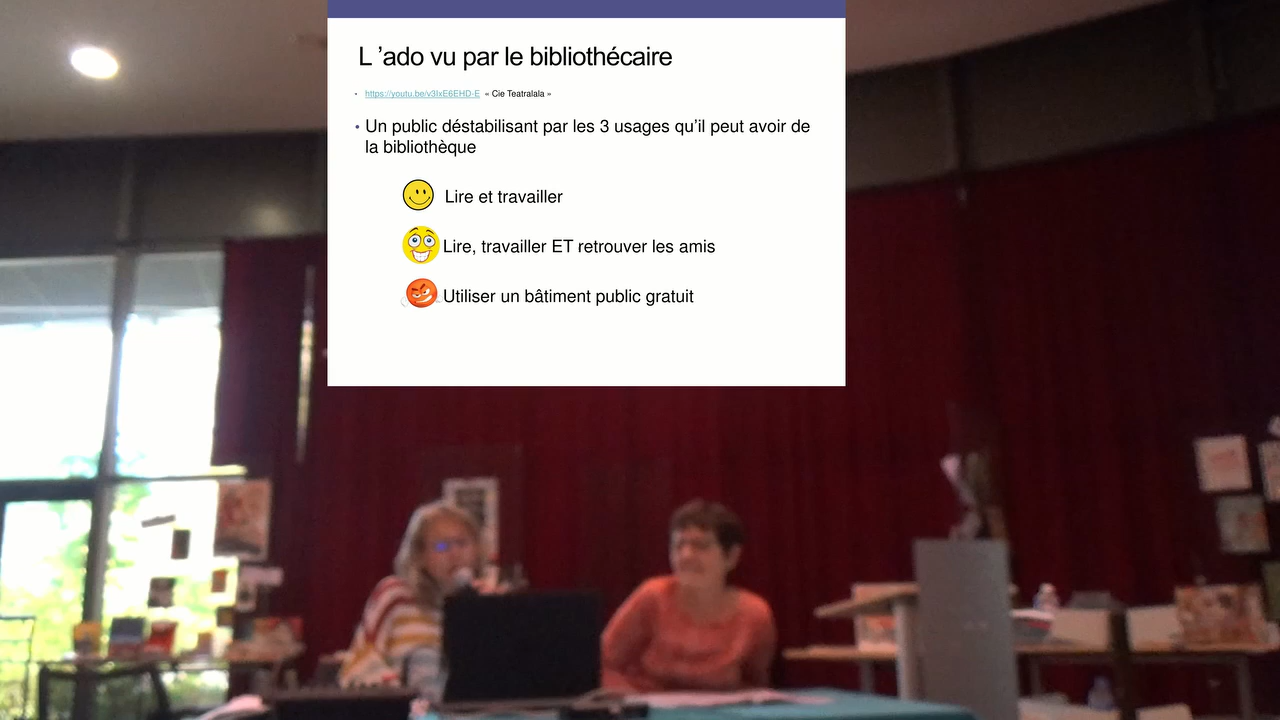 L ’ado vu par le bibliothécaire
• https://youtu.be/v3IxE6EHD-E « Cie Teatralala »
• Un public déstabilisant par les 3 usages qu’il peut avoir de
la bibliothèque
Lire et travailler
Lire, travailler ET retrouver les amis
Utiliser un bâtiment public gratuit